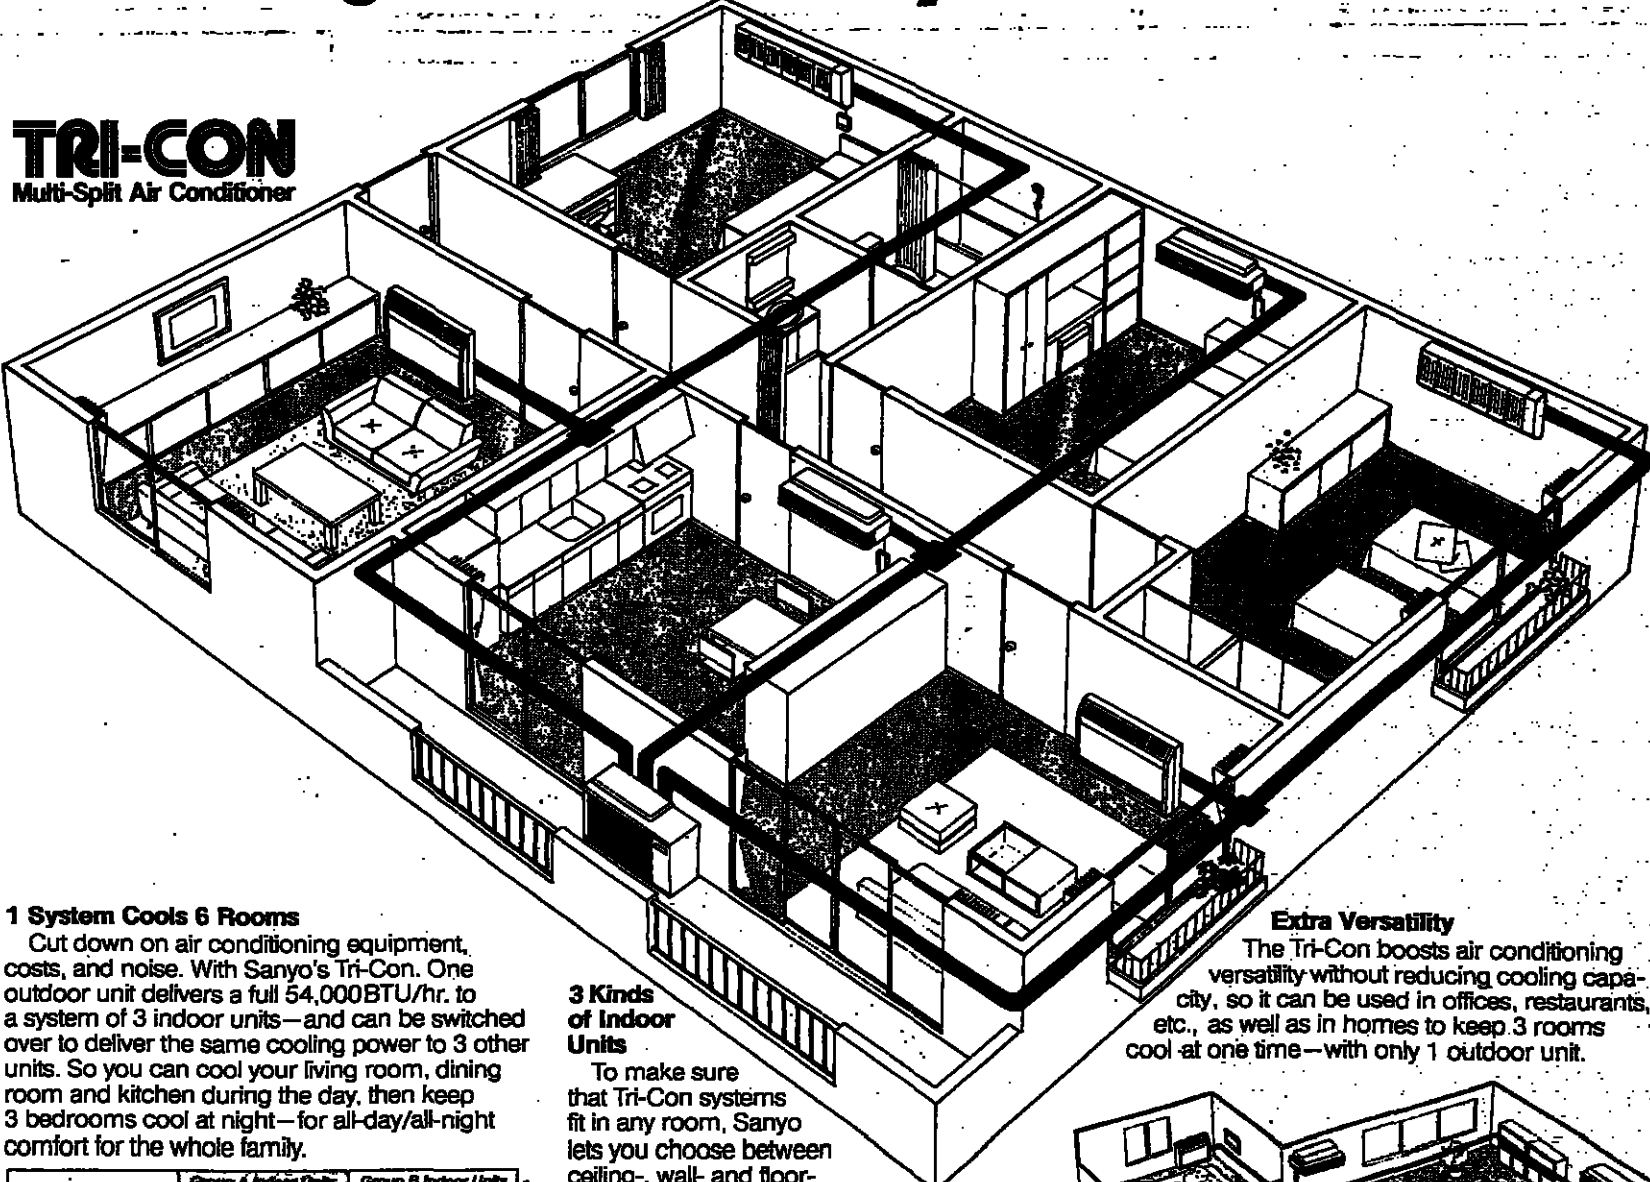 TRI-CON
Multi-Split Air Conditioner
1 System Cools 6 Rooms
Cut down on air conditioning equipment,
costs, and noise. With Sanyo's Tri-Con. One
outdoor unit delivers a full 54,000BTU/hr. to
a system of 3 indoor units—and can be switched
over to deliver the same cooling power to 3 other
units. So you can cool your living room, dining
room and kitchen during the day, then keep
3 bedrooms cool at night—for all-day/all-night
comfort for the whole family.
Group A Indoor Units
Group B Indoor Units
3 Kinds
of Indoor
Units
To make sure
that Tri-Con systems
fit in any room, Sanyo
lets you choose between
ceiling-, wall- and floor-
Extra Versatility
The Tri-Con boosts air conditioning
versatility without reducing cooling capa-
city, so it can be used in offices, restaurants,
etc., as well as in homes to keep 3 rooms
cool at one time—with only 1 outdoor unit.